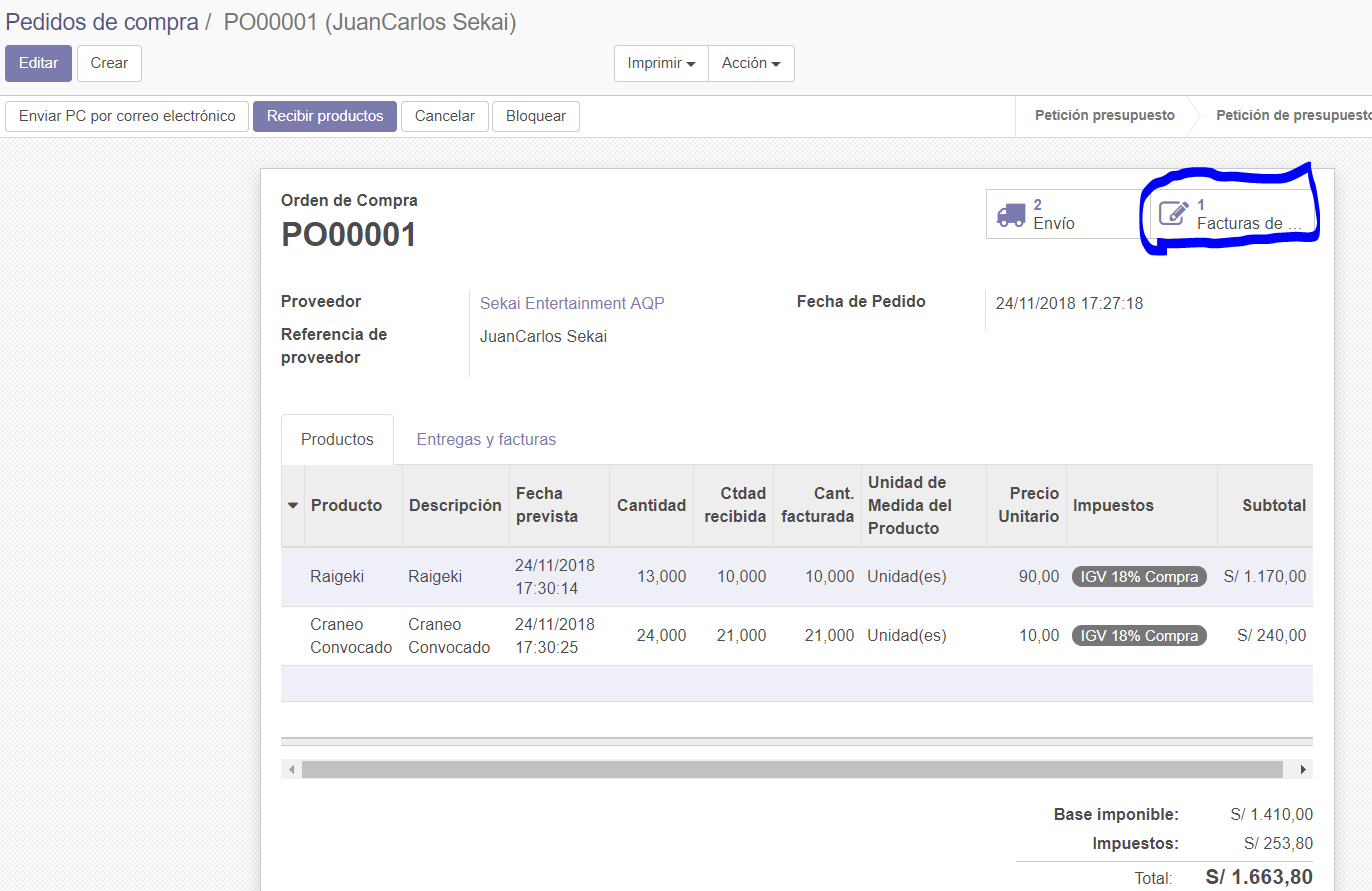 Pedidos de compra / PO00001 (JuanCarlos Sekai)
Editar Crear Imprimir Acción
Enviar PC por correo electrónico Recibir productos Cancelar Bloquear Petición presupuesto Petición de presupuesto
Orden de Compra
PO00001
2
Envío
1
Facturas de ...
Proveedor Sekai Entertainment AQP Fecha de Pedido 24/11/2018 17:27:18
Referencia de proveedor JuanCarlos Sekai
Productos Entregas y facturas
Producto Descripción Fecha prevista Cantidad Ctdad recibida Cant. facturada Unidad de Medida del Producto Precio Unitario Impuestos Subtotal
Raigeki Raigeki 24/11/2018 17:30:14 13,000 10,000 10,000 Unidad(es) 90,00 IGV 18% Compra S/ 1.170,00
Craneo Convocado Craneo Convocado 24/11/2018 17:30:25 24,000 21,000 21,000 Unidad(es) 10,00 IGV 18% Compra S/ 240,00
Base imponible: S/ 1.410,00
Impuestos: S/ 253,80
Total: S/ 1.663,80